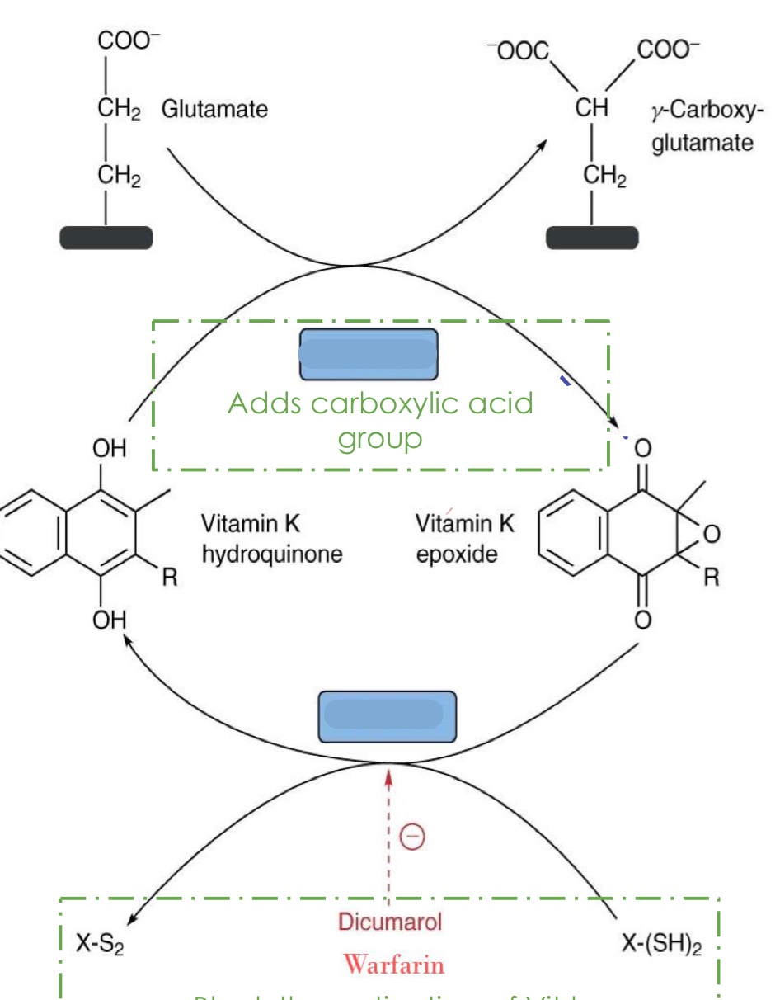 COO⁻
⁻OOC
COO⁻
CH₂ Glutamate
CH
γ-Carboxy-
glutamate
CH₂
CH₂
Adds carboxylic acid
group
OH
O
Vitamin K
hydroquinone
Vitamin K
epoxide
O
R
R
OH
O
Dicumarol
X-S₂
X-(SH)₂
Warfarin